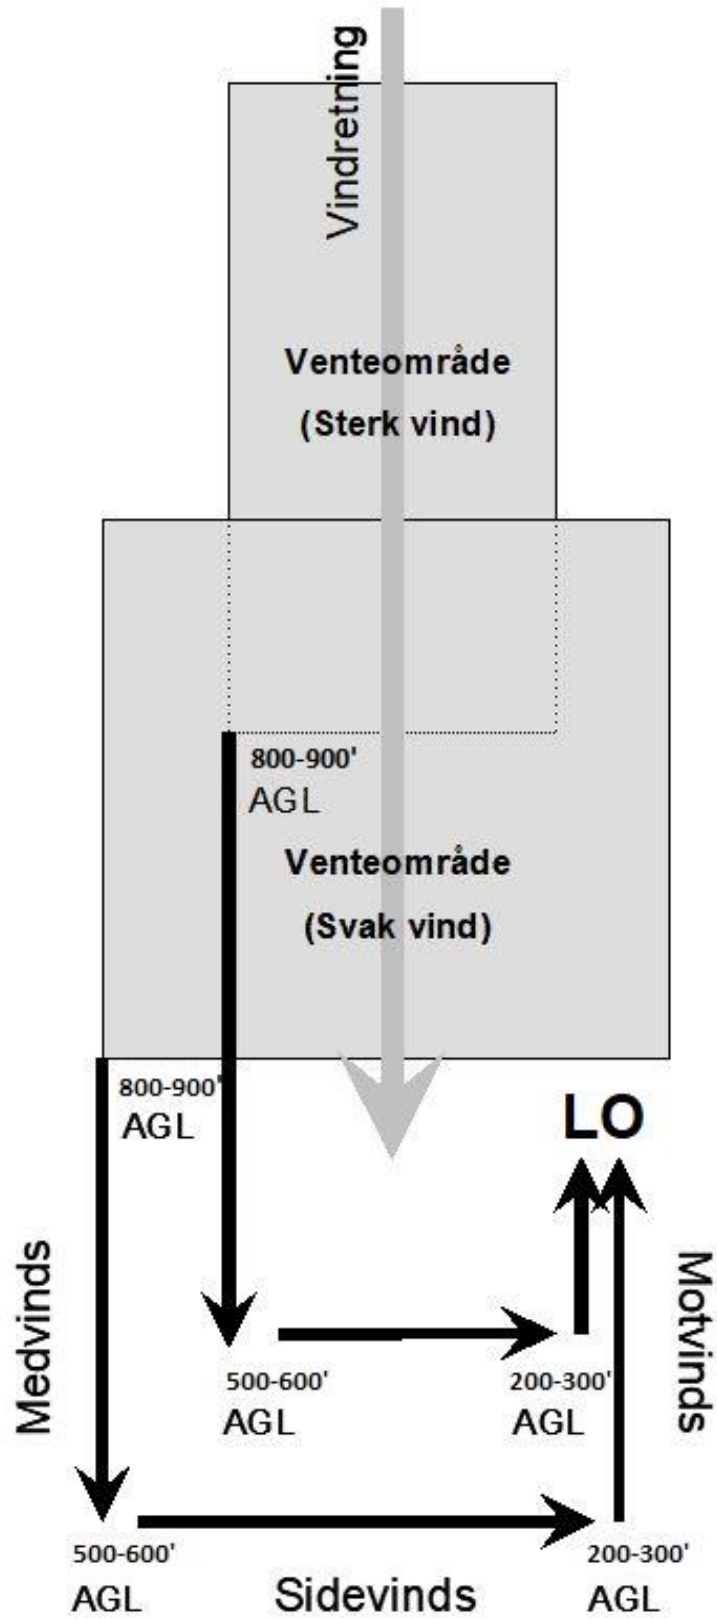 Vindretning
Venteområde
(Sterk vind)
800-900'
AGL
Venteområde
(Svak vind)
800-900'
AGL
LO
Medvinds
Motvinds
500-600'
AGL
200-300'
AGL
500-600'
AGL
Sidevinds
200-300'
AGL